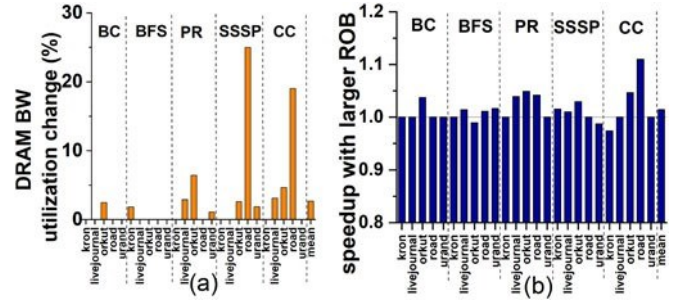 DRAM BW
utilization change (%)
30
20
10
0
BC
BFS
PR
SSSP
CC
kron
livejournal
orkut
road
urand
kron
livejournal
orkut
road
urand
kron
livejournal
orkut
road
urand
kron
livejournal
orkut
road
urand
kron
livejournal
orkut
road
urand
mean
(a)
speedup with larger ROB
1.2
1.1
1.0
0.9
0.8
BC
BFS
PR
SSSP
CC
kron
livejournal
orkut
road
urand
kron
livejournal
orkut
road
urand
kron
livejournal
orkut
road
urand
kron
livejournal
orkut
road
urand
kron
livejournal
orkut
road
urand
mean
(b)